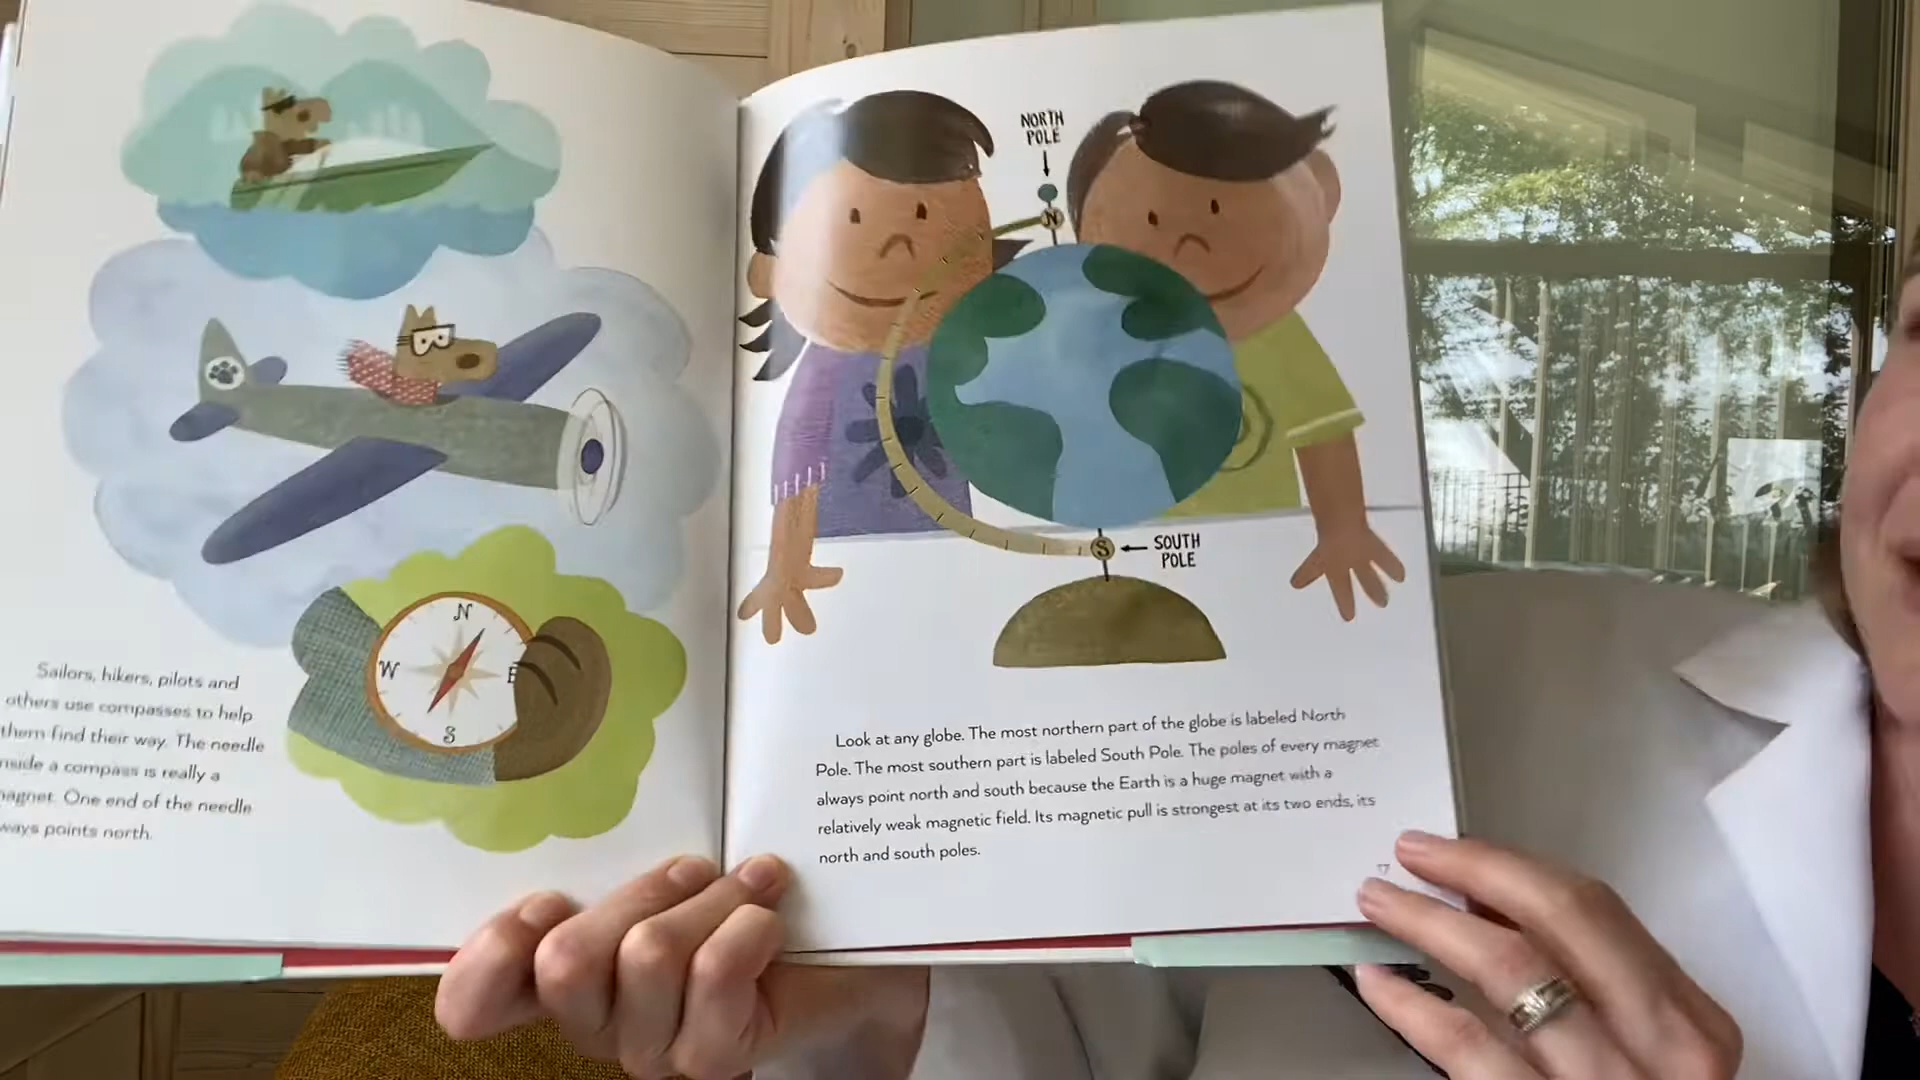 Sailors, hikers, pilots and
others use compasses to help
them find their way. The needle
inside a compass is really a
magnet. One end of the needle
always points north.
N
W
E
S
NORTH
POLE
N
S
SOUTH
POLE
Look at any globe. The most northern part of the globe is labeled North
Pole. The most southern part is labeled South Pole. The poles of every magnet
always point north and south because the Earth is a huge magnet with a
relatively weak magnetic field. Its magnetic pull is strongest at its two ends, its
north and south poles.
17